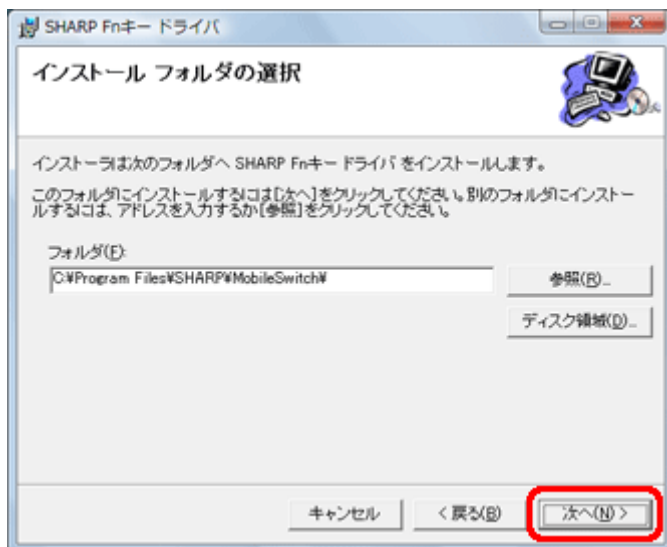 SHARP Fnキー ドライバ
インストール フォルダの選択
インストーラは次のフォルダへ SHARP Fnキー ドライバ をインストールします。
このフォルダにインストールするには[次へ]をクリックしてください。別のフォルダにインストー
ルするには、アドレスを入力するか[参照]をクリックしてください。
フォルダ(F):
C:¥Program Files¥SHARP¥MobileSwitch¥
参照(R)...
ディスク領域(D)...
キャンセル
< 戻る(B)
次へ(N) >